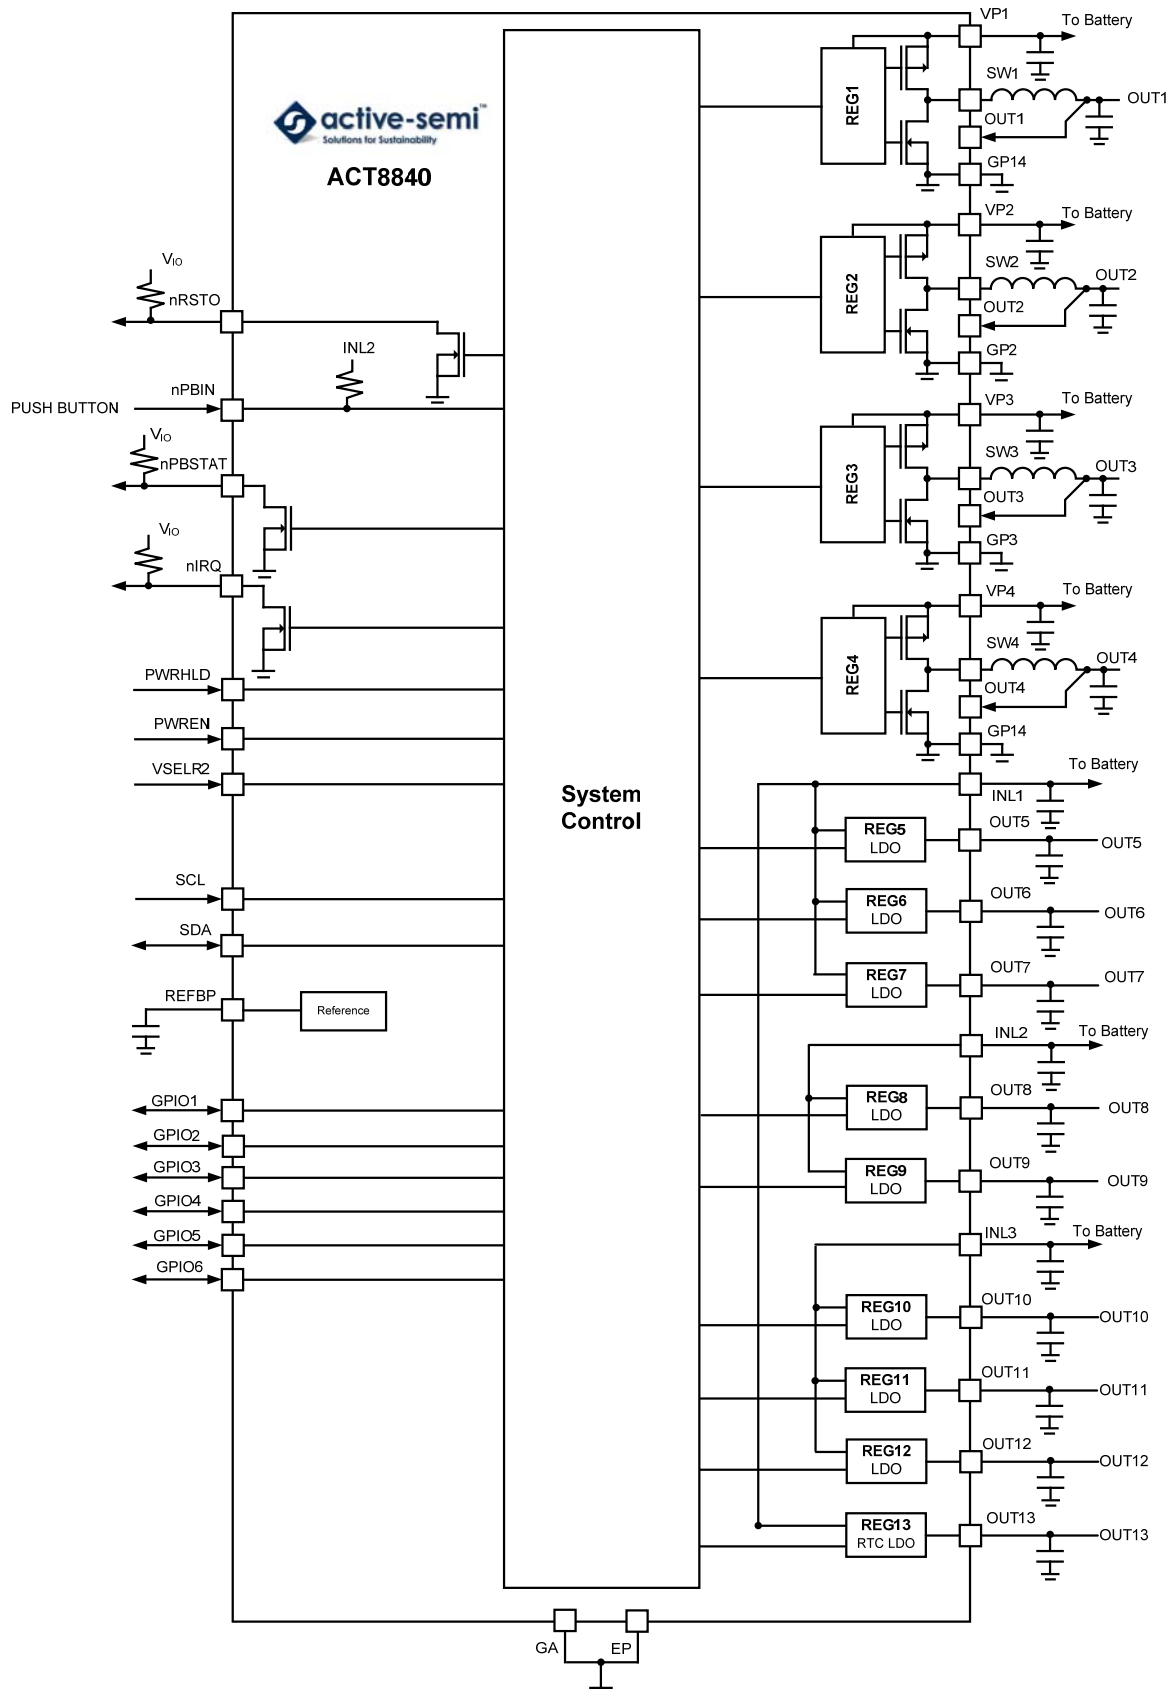 active-semi™
Solutions for Sustainability
ACT8840
System
Control
VIO
nRSTO
INL2
nPBIN
PUSH BUTTON
VIO
nPBSTAT
VIO
nIRQ
PWRHLD
PWREN
VSELR2
SCL
SDA
REFBP
Reference
GPIO1
GPIO2
GPIO3
GPIO4
GPIO5
GPIO6
VP1
To Battery
REG1
SW1
OUT1
OUT1
GP14
VP2
To Battery
REG2
SW2
OUT2
OUT2
GP2
VP3
To Battery
REG3
SW3
OUT3
OUT3
GP3
VP4
To Battery
REG4
SW4
OUT4
OUT4
GP14
To Battery
INL1
REG5
LDO
OUT5
OUT5
REG6
LDO
OUT6
OUT6
REG7
LDO
OUT7
OUT7
INL2
To Battery
REG8
LDO
OUT8
OUT8
REG9
LDO
OUT9
OUT9
INL3
To Battery
REG10
LDO
OUT10
OUT10
REG11
LDO
OUT11
OUT11
REG12
LDO
OUT12
OUT12
REG13
RTC LDO
OUT13
OUT13
GA
EP